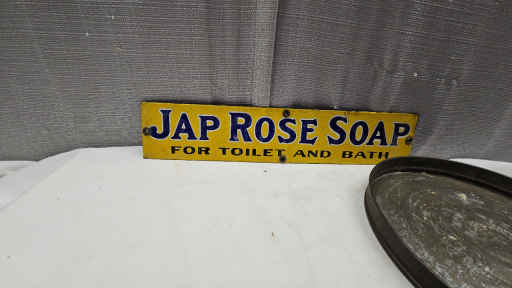 JAP ROSE SOAP
FOR TOILET AND BATH